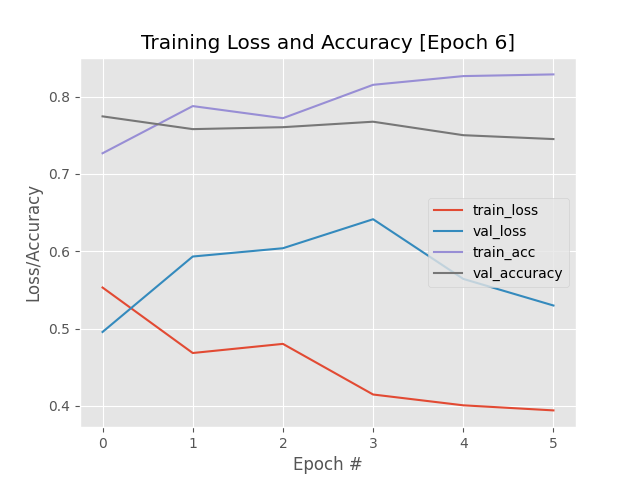 Training Loss and Accuracy [Epoch 6]
0.8
0.7
0.6
0.5
0.4
Loss/Accuracy
train_loss
val_loss
train_acc
val_accuracy
0 1 2 3 4 5
Epoch #